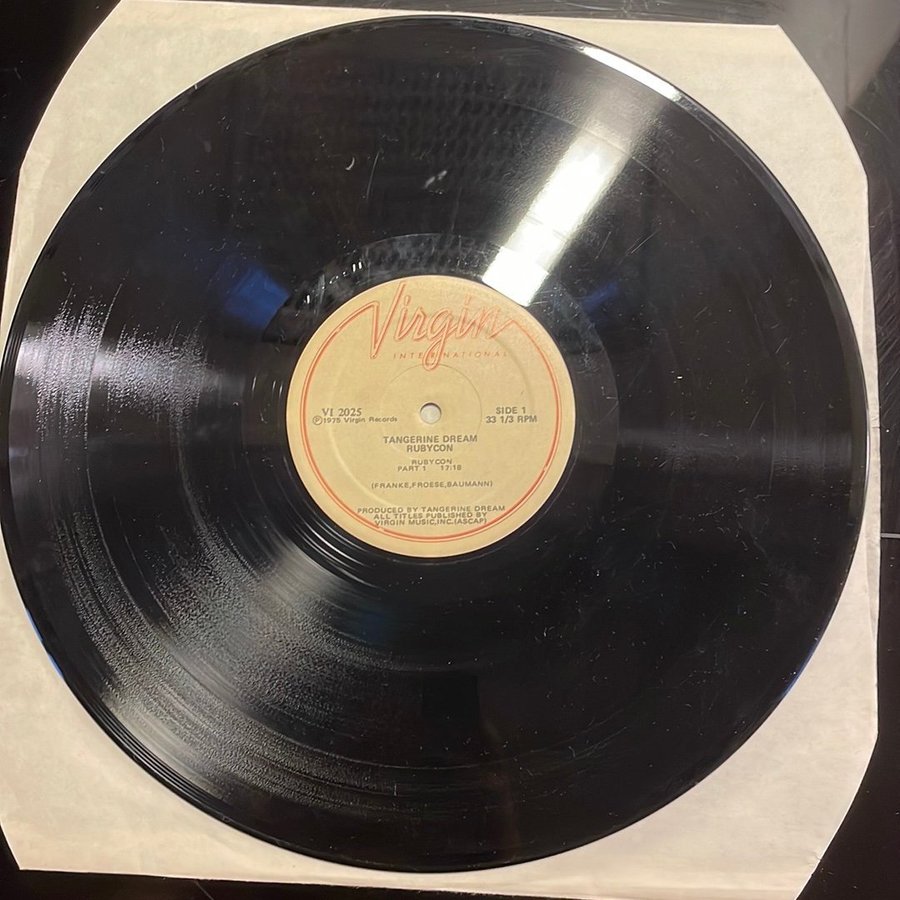 Virgin
INTERNATIONAL
VI 2025 SIDE 1
℗1975 Virgin Records 33 1/3 RPM
TANGERINE DREAM
RUBYCON
RUBYCON
PART 1 17:18
(FRANKE,FROESE,BAUMANN)
PRODUCED BY TANGERINE DREAM
ALL TITLES PUBLISHED BY
VIRGIN MUSIC,INC.(ASCAP)